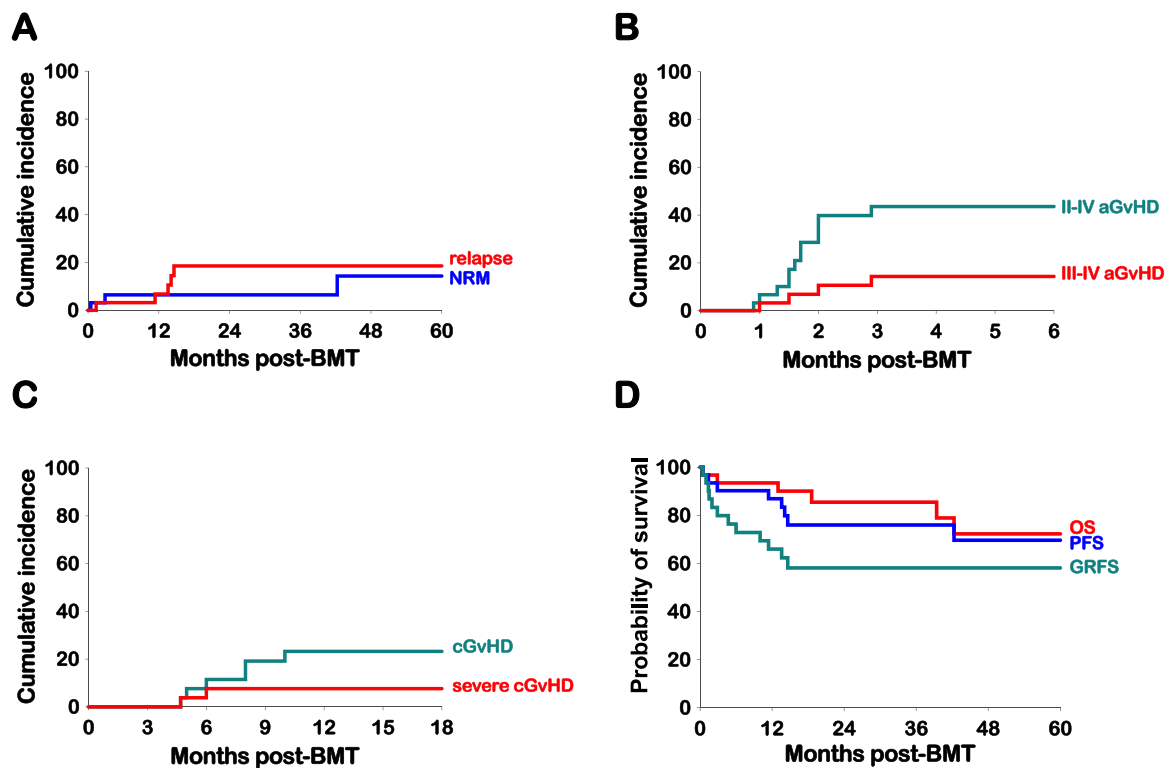 A
Cumulative incidence
100
80
60
40
20
0
relapse
NRM
0 12 24 36 48 60
Months post-BMT
B
Cumulative incidence
100
80
60
40
20
0
II-IV aGvHD
III-IV aGvHD
0 1 2 3 4 5 6
Months post-BMT
C
Cumulative incidence
100
80
60
40
20
0
cGvHD
severe cGvHD
0 3 6 9 12 15 18
Months post-BMT
D
Probability of survival
100
80
60
40
20
0
OS
PFS
GRFS
0 12 24 36 48 60
Months post-BMT